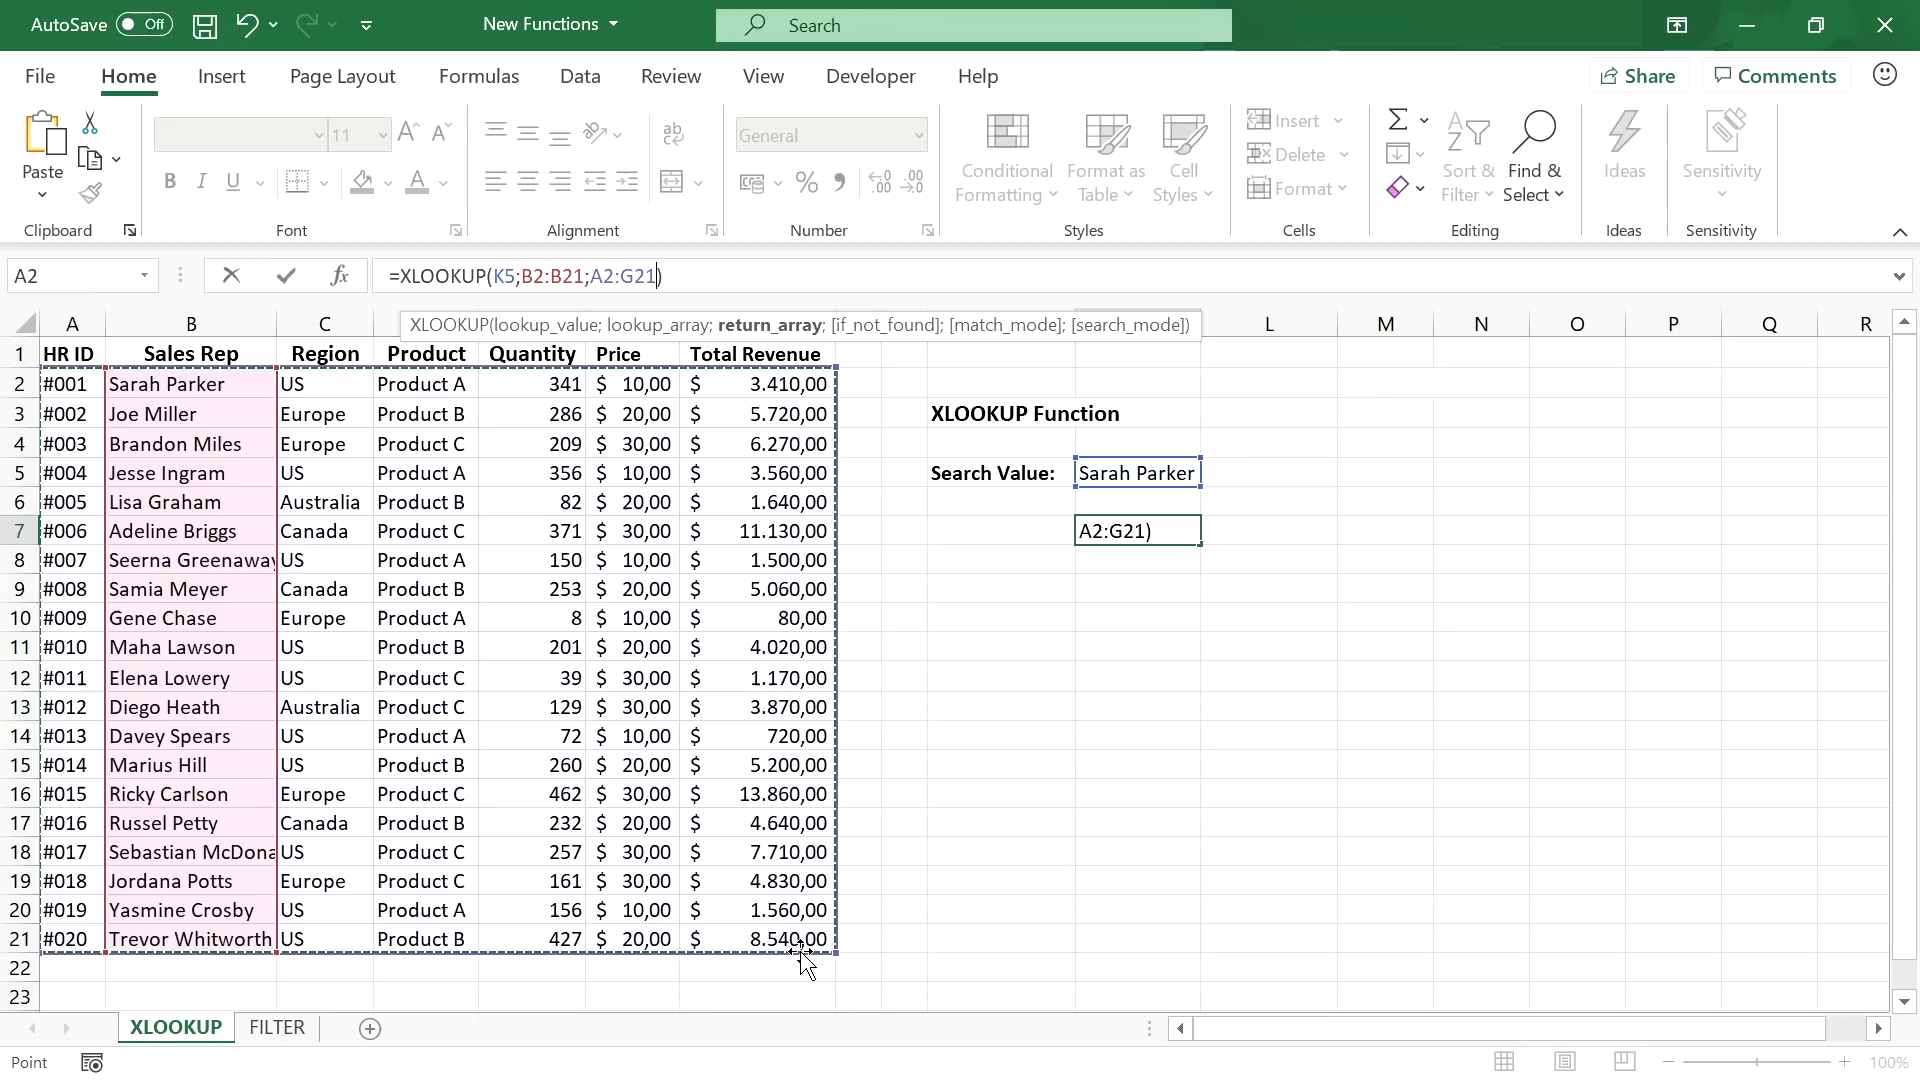 AutoSave Off New Functions Search
File Home Insert Page Layout Formulas Data Review View Developer Help Share Comments
Paste 11 General Conditional Formatting Format as Table Cell Styles Insert Delete Format Sort & Filter Find & Select Ideas Sensitivity
Clipboard Font Alignment Number Styles Cells Editing Ideas Sensitivity
A2 fx =XLOOKUP(K5;B2:B21;A2:G21)
XLOOKUP(lookup_value; lookup_array; return_array; [if_not_found]; [match_mode]; [search_mode])
A B C L M N O P Q R
1 HR ID Sales Rep Region Product Quantity Price Total Revenue
2 #001 Sarah Parker US Product A 341 $ 10,00 $ 3.410,00
3 #002 Joe Miller Europe Product B 286 $ 20,00 $ 5.720,00 XLOOKUP Function
4 #003 Brandon Miles Europe Product C 209 $ 30,00 $ 6.270,00
5 #004 Jesse Ingram US Product A 356 $ 10,00 $ 3.560,00 Search Value: Sarah Parker
6 #005 Lisa Graham Australia Product B 82 $ 20,00 $ 1.640,00
7 #006 Adeline Briggs Canada Product C 371 $ 30,00 $ 11.130,00 A2:G21)
8 #007 Seerna Greenaway US Product A 150 $ 10,00 $ 1.500,00
9 #008 Samia Meyer Canada Product B 253 $ 20,00 $ 5.060,00
10 #009 Gene Chase Europe Product A 8 $ 10,00 $ 80,00
11 #010 Maha Lawson US Product B 201 $ 20,00 $ 4.020,00
12 #011 Elena Lowery US Product C 39 $ 30,00 $ 1.170,00
13 #012 Diego Heath Australia Product C 129 $ 30,00 $ 3.870,00
14 #013 Davey Spears US Product A 72 $ 10,00 $ 720,00
15 #014 Marius Hill US Product B 260 $ 20,00 $ 5.200,00
16 #015 Ricky Carlson Europe Product C 462 $ 30,00 $ 13.860,00
17 #016 Russel Petty Canada Product B 232 $ 20,00 $ 4.640,00
18 #017 Sebastian McDona US Product C 257 $ 30,00 $ 7.710,00
19 #018 Jordana Potts Europe Product C 161 $ 30,00 $ 4.830,00
20 #019 Yasmine Crosby US Product A 156 $ 10,00 $ 1.560,00
21 #020 Trevor Whitworth US Product B 427 $ 20,00 $ 8.540,00
22
23
XLOOKUP FILTER
Point 100%